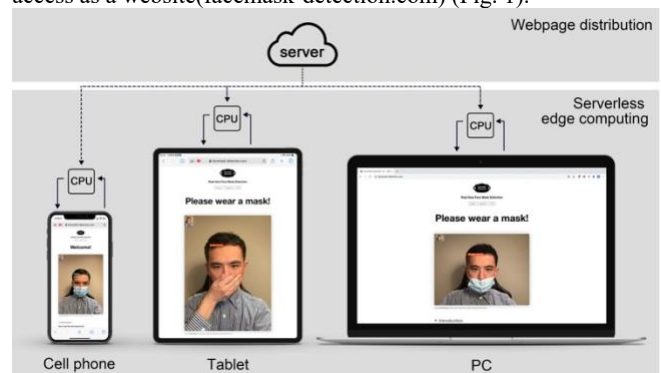 access as a website(facemask-detection.com) (Fig. 1).
Webpage distribution
server
Serverless
edge computing
CPU
CPU
CPU
Please wear a mask!
Please wear a mask!
Welcome!
Cell phone
Tablet
PC